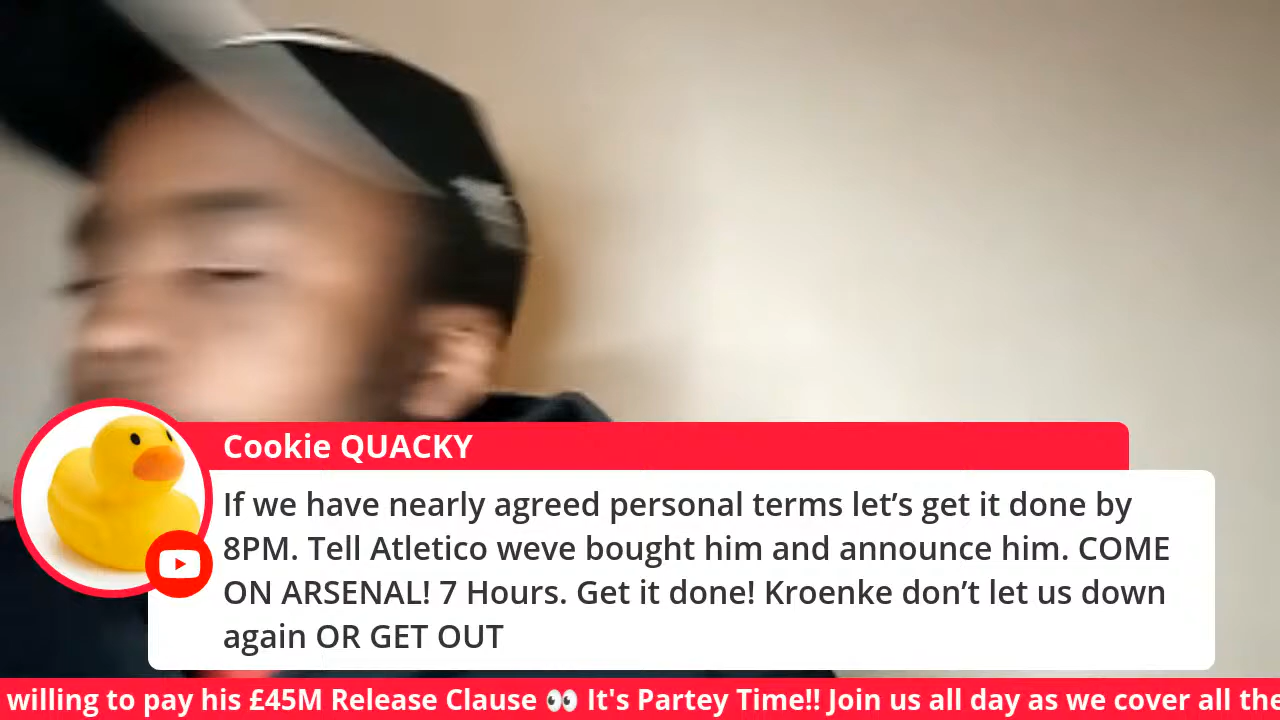 Cookie QUACKY
If we have nearly agreed personal terms let’s get it done by
8PM. Tell Atletico weve bought him and announce him. COME
ON ARSENAL! 7 Hours. Get it done! Kroenke don’t let us down
again OR GET OUT
willing to pay his £45M Release Clause 👀 It's Partey Time!! Join us all day as we cover all the